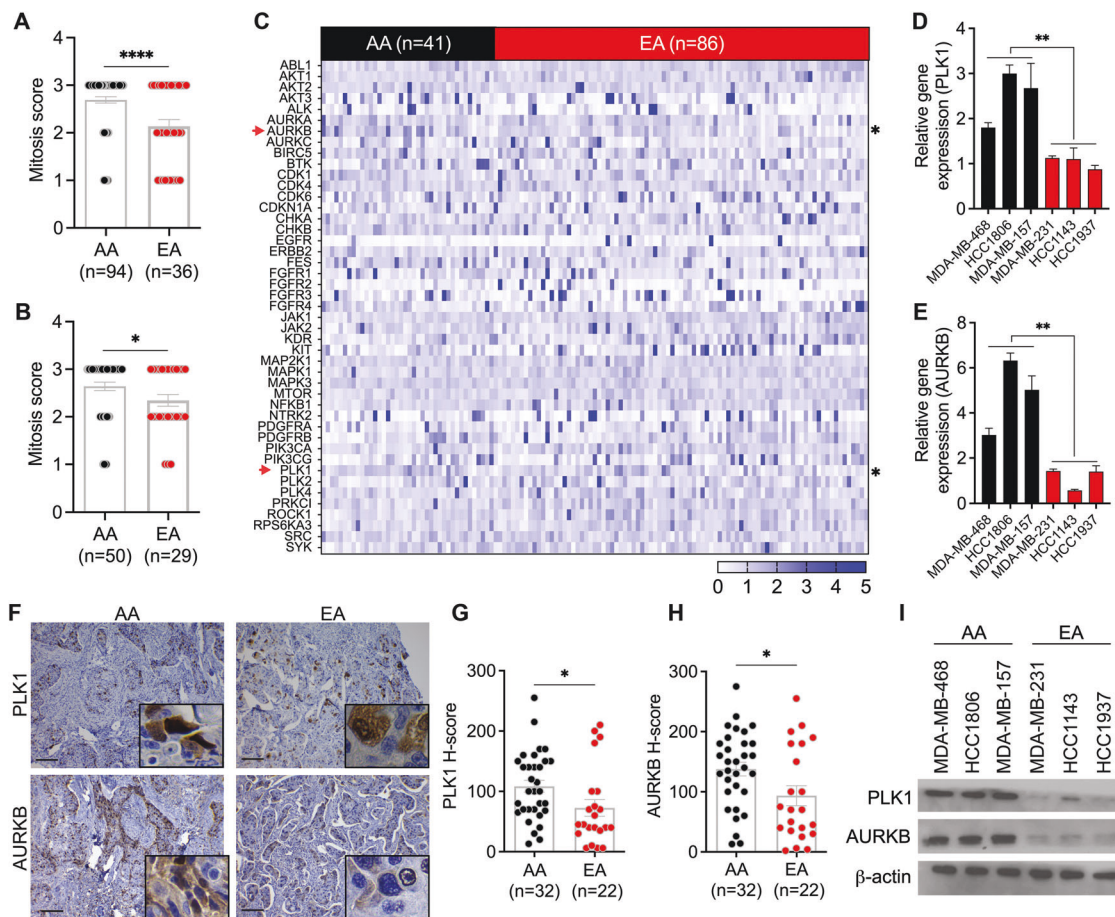 A
****
Mitosis score
4
3
2
1
0
AA
(n=94)
EA
(n=36)
B
*
Mitosis score
4
3
2
1
0
AA
(n=50)
EA
(n=29)
C
AA (n=41)
EA (n=86)
ABL1
AKT1
AKT2
AKT3
ALK
AURKA
AURKB
*
AURKC
BIRC5
BTK
CDK1
CDK4
CDK6
CDKN1A
CHKA
CHKB
EGFR
ERBB2
FES
FGFR1
FGFR2
FGFR3
FGFR4
JAK1
JAK2
KDR
KIT
MAP2K1
MAPK1
MAPK3
MTOR
NFKB1
NTRK2
PDGFRA
PDGFRB
PIK3CA
PIK3CG
PLK1
*
PLK2
PLK4
PRKCI
ROCK1
RPS6KA3
SRC
SYK
0 1 2 3 4 5
D
**
Relative gene
expressison (PLK1)
4
3
2
1
0
MDA-MB-468
HCC1806
MDA-MB-157
MDA-MB-231
HCC1143
HCC1937
E
**
Relative gene
expressison (AURKB)
8
6
4
2
0
MDA-MB-468
HCC1806
MDA-MB-157
MDA-MB-231
HCC1143
HCC1937
F
AA
EA
PLK1
AURKB
G
*
PLK1 H-score
300
200
100
0
AA
(n=32)
EA
(n=22)
H
*
AURKB H-score
300
200
100
0
AA
(n=32)
EA
(n=22)
I
AA
EA
MDA-MB-468
HCC1806
MDA-MB-157
MDA-MB-231
HCC1143
HCC1937
PLK1
AURKB
β-actin